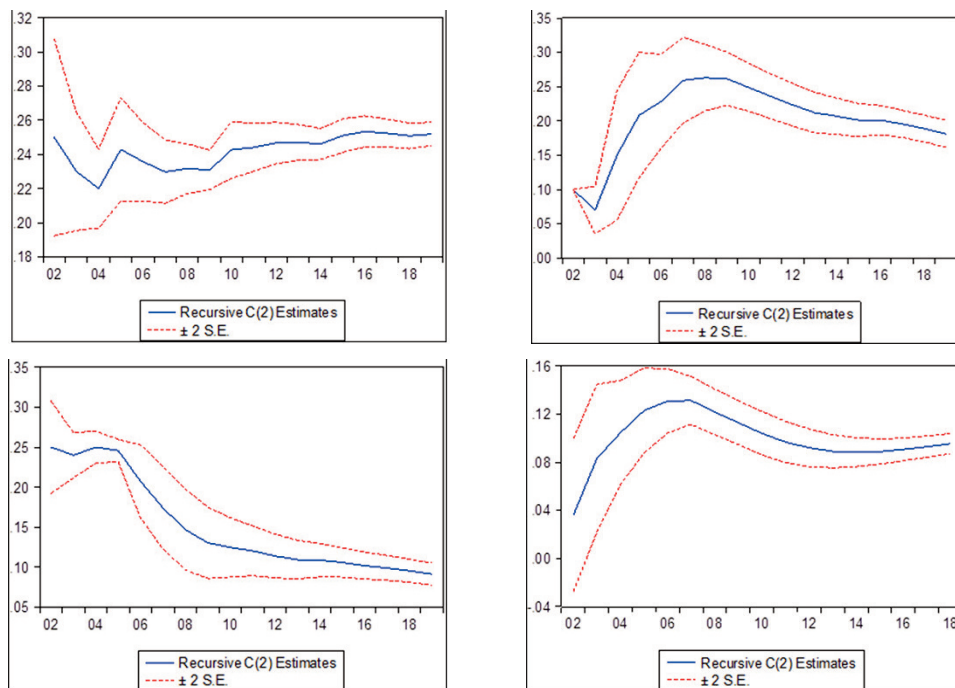 .32
.30
.28
.26
.24
.22
.20
.18
02 04 06 08 10 12 14 16 18
Recursive C(2) Estimates
± 2 S.E.
.35
.30
.25
.20
.15
.10
.05
.00
02 04 06 08 10 12 14 16 18
Recursive C(2) Estimates
± 2 S.E.
.35
.30
.25
.20
.15
.10
.05
02 04 06 08 10 12 14 16 18
Recursive C(2) Estimates
± 2 S.E.
.16
.12
.08
.04
.00
-.04
02 04 06 08 10 12 14 16 18
Recursive C(2) Estimates
± 2 S.E.